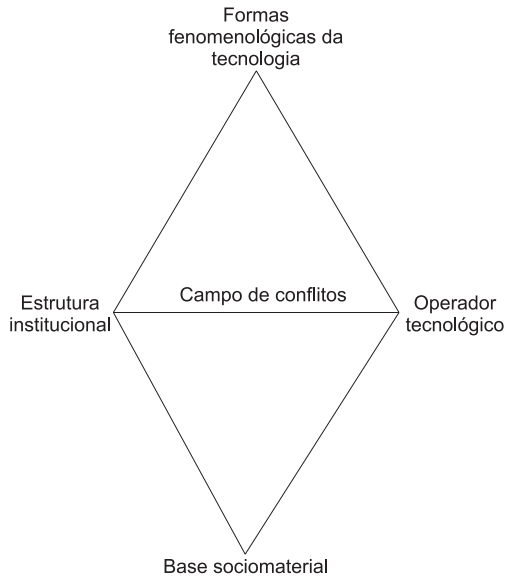 Formas
fenomenológicas da
tecnologia
Campo de conflitos
Estrutura
institucional
Operador
tecnológico
Base sociomaterial